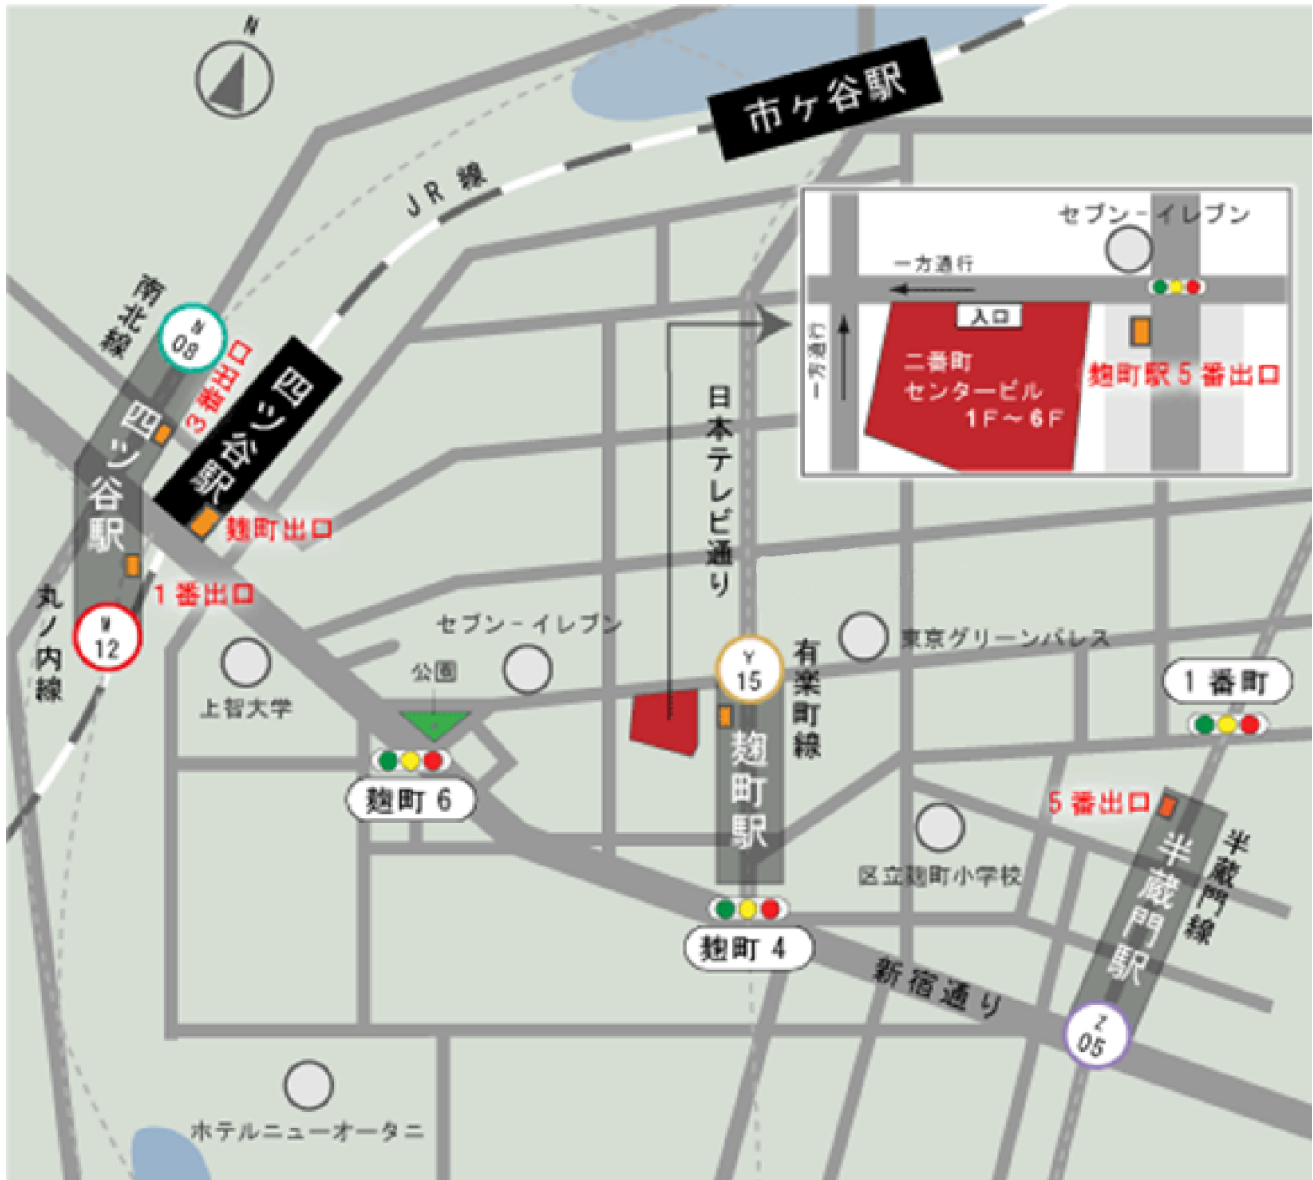 N
市ケ谷駅
JR 線
セブン-イレブン
一方通行
入口
二番町
センタービル
1F～6F
麹町駅5番出口
一方通行
南北線
N
08
3番出口
四ツ谷駅
四ツ谷駅
麹町出口
1番出口
丸ノ内線
M
12
日本テレビ通り
上智大学
セブン-イレブン
公園
Y
15
有楽町線
東京グリーンパレス
1番町
麹町駅
麹町6
5番出口
半蔵門線
半蔵門駅
区立麹町小学校
麹町4
新宿通り
Z
05
ホテルニューオータニ